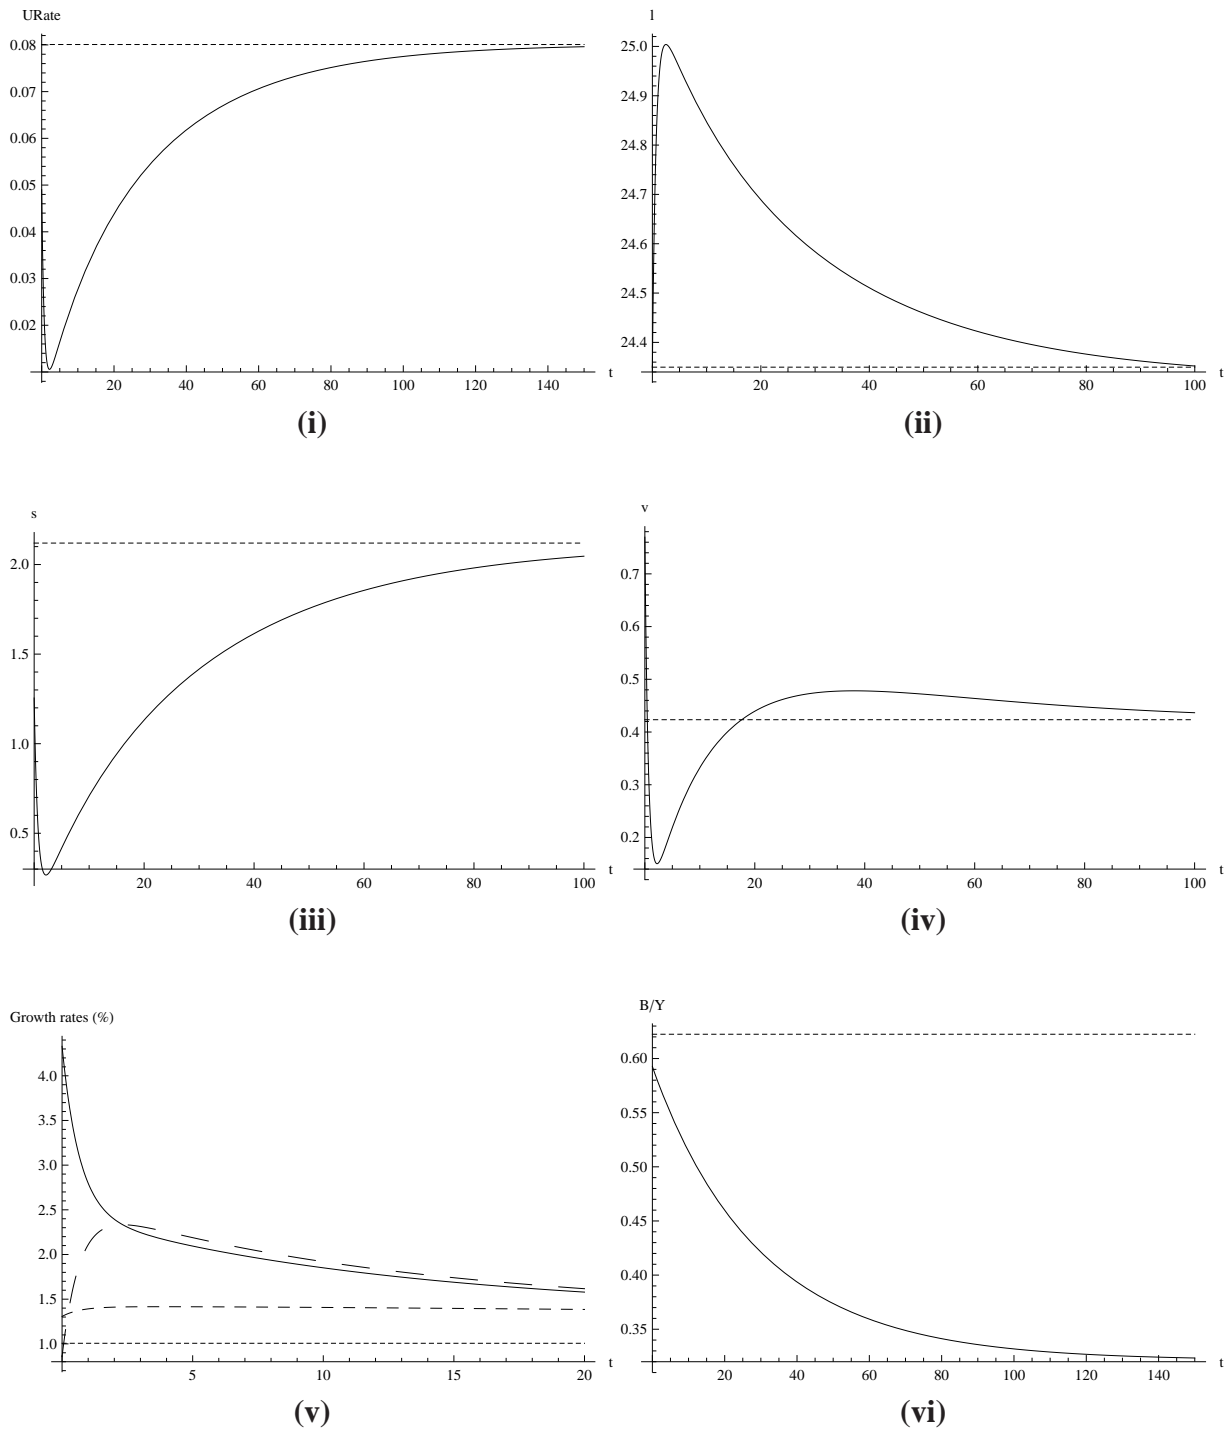 URate
0.08
0.07
0.06
0.05
0.04
0.03
0.02
20 40 60 80 100 120 140 t
(i)
l
25.0
24.9
24.8
24.7
24.6
24.5
24.4
20 40 60 80 100 t
(ii)
s
2.0
1.5
1.0
0.5
20 40 60 80 100 t
(iii)
v
0.7
0.6
0.5
0.4
0.3
0.2
20 40 60 80 100 t
(iv)
Growth rates (%)
4.0
3.5
3.0
2.5
2.0
1.5
1.0
5 10 15 20 t
(v)
B/Y
0.60
0.55
0.50
0.45
0.40
0.35
20 40 60 80 100 120 140 t
(vi)